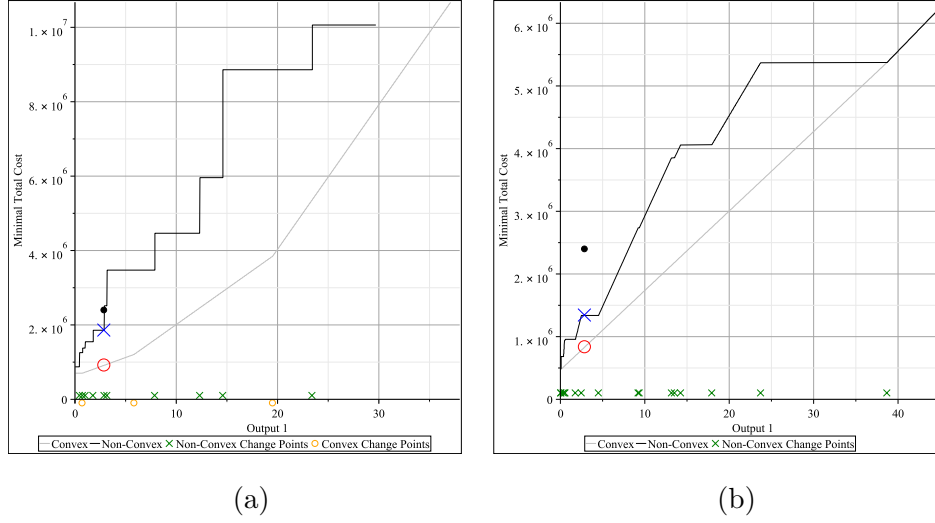 1. × 10^7
8. × 10^6
6. × 10^6
4. × 10^6
2. × 10^6
0
Minimal Total Cost
0 10 20 30
Output 1
Convex Non-Convex Non-Convex Change Points Convex Change Points
(a)
6. × 10^6
5. × 10^6
4. × 10^6
3. × 10^6
2. × 10^6
1. × 10^6
0
Minimal Total Cost
0 10 20 30 40
Output 1
Convex Non-Convex Non-Convex Change Points
(b)